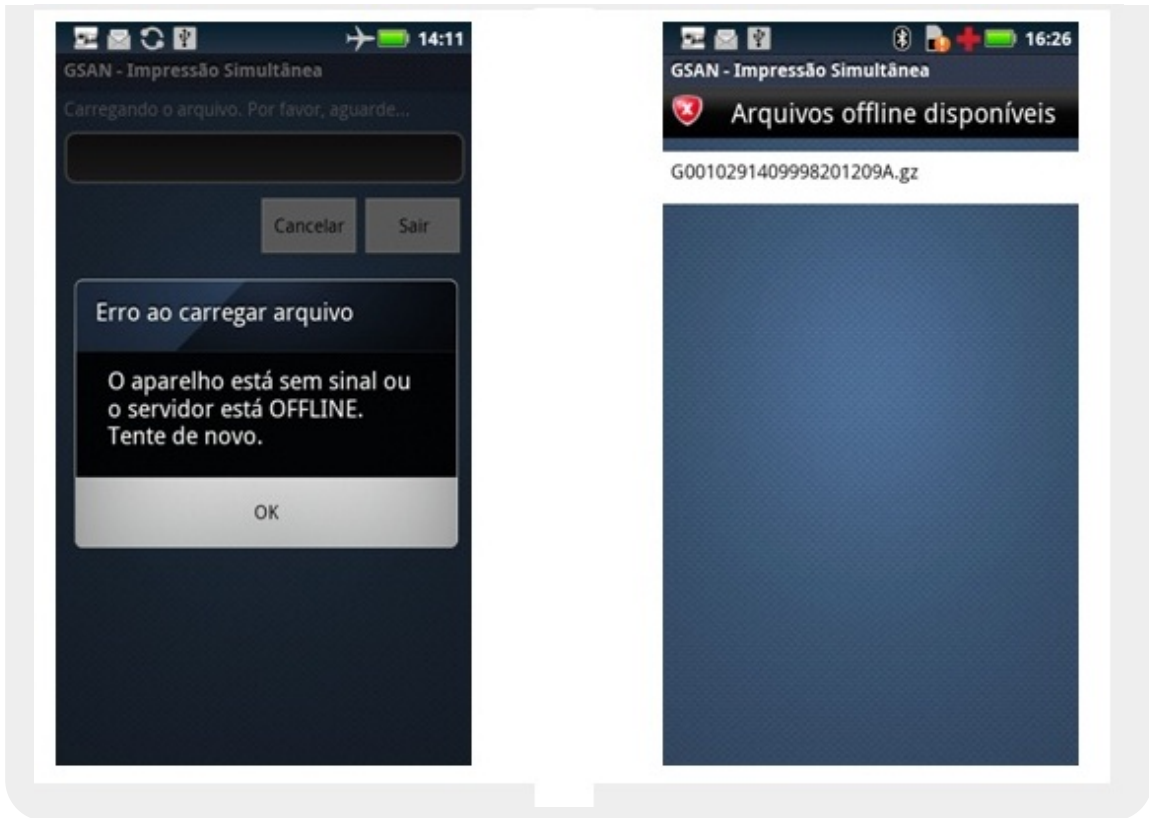 14:11
GSAN - Impressão Simultânea
Carregando o arquivo. Por favor, aguarde...
Cancelar
Sair
Erro ao carregar arquivo
O aparelho está sem sinal ou
o servidor está OFFLINE.
Tente de novo.
OK
16:26
GSAN - Impressão Simultânea
Arquivos offline disponíveis
G0010291409998201209A.gz